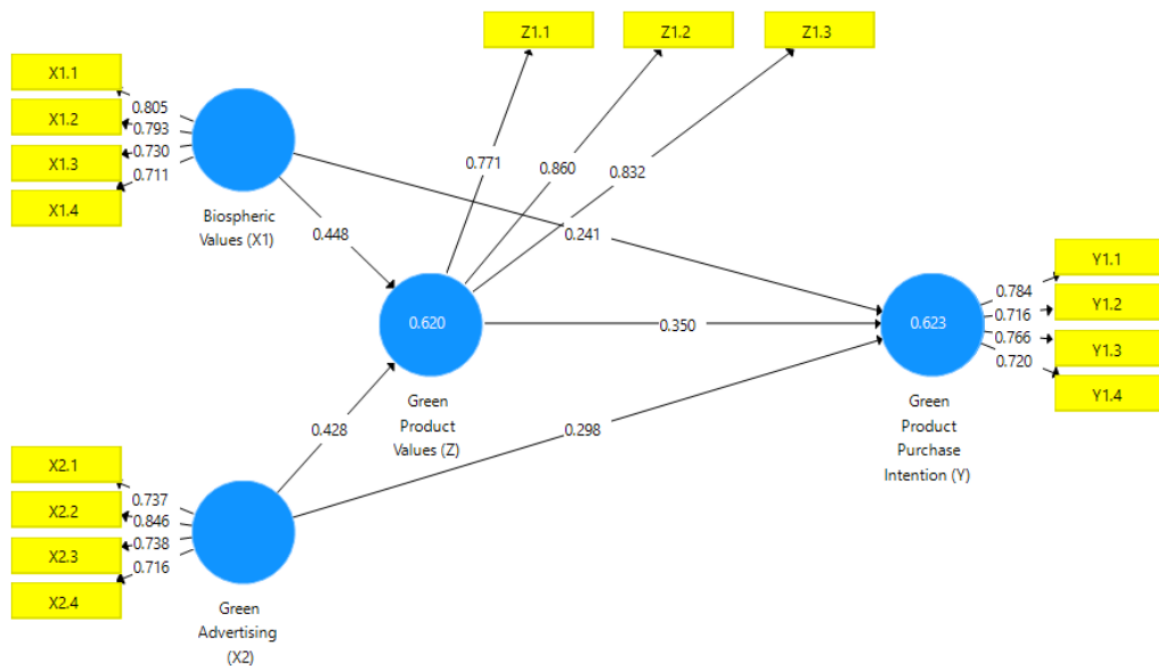 Z1.1
Z1.2
Z1.3
X1.1
X1.2
X1.3
X1.4
0.805
0.793
0.730
0.711
Biospheric
Values (X1)
0.771
0.860
0.832
0.448
0.241
0.620
Green
Product
Values (Z)
0.350
0.623
Green
Product
Purchase
Intention (Y)
0.784
0.716
0.766
0.720
Y1.1
Y1.2
Y1.3
Y1.4
0.428
0.298
X2.1
X2.2
X2.3
X2.4
0.737
0.846
0.738
0.716
Green
Advertising
(X2)